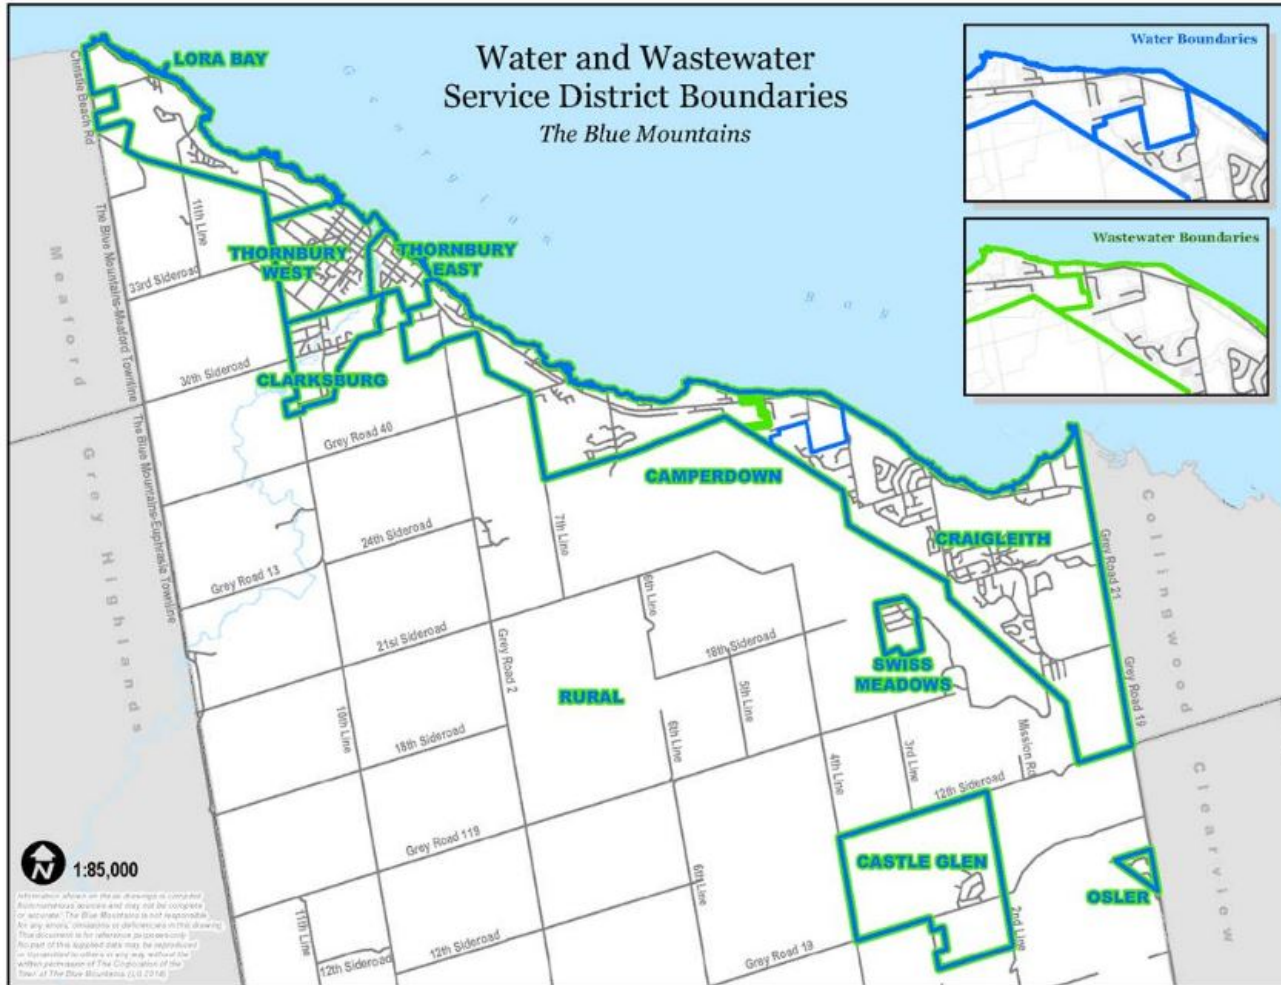 Water and Wastewater
Service District Boundaries
The Blue Mountains
Water Boundaries
Wastewater Boundaries
Georgian Bay
LORA BAY
Christie Beach Rd
11th Line
The Blue Mountains-Meaford Townline
33rd Sideroad
THORNBURY
WEST
THORNBURY
EAST
Meaford
30th Sideroad
CLARKSBURG
Grey Road 40
The Blue Mountains-Euphrasia Townline
Grey Highlands
CAMPERDOWN
24th Sideroad
7th Line
CRAIGLEITH
Grey Road 21
Collingwood
Grey Road 13
21st Sideroad
Grey Road 2
6th Line
18th Sideroad
5th Line
SWISS
MEADOWS
RURAL
Grey Road 19
10th Line
18th Sideroad
6th Line
4th Line
3rd Line
Mission Rd
12th Sideroad
Clearview
Grey Road 119
CASTLE GLEN
OSLER
6th Line
2nd Line
11th Line
12th Sideroad
12th Sideroad
Grey Road 19
N
1:85,000